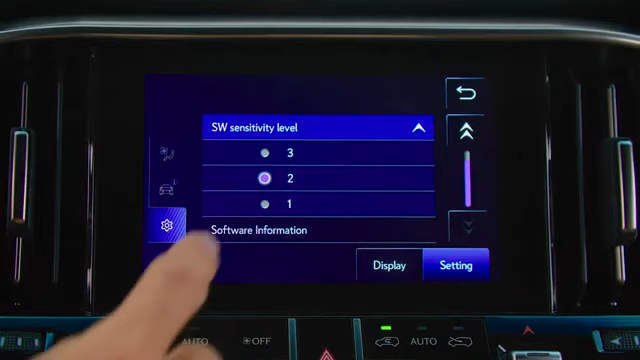 SW sensitivity level
3
2
1
Software Information
Display
Setting
AUTO
OFF
AUTO